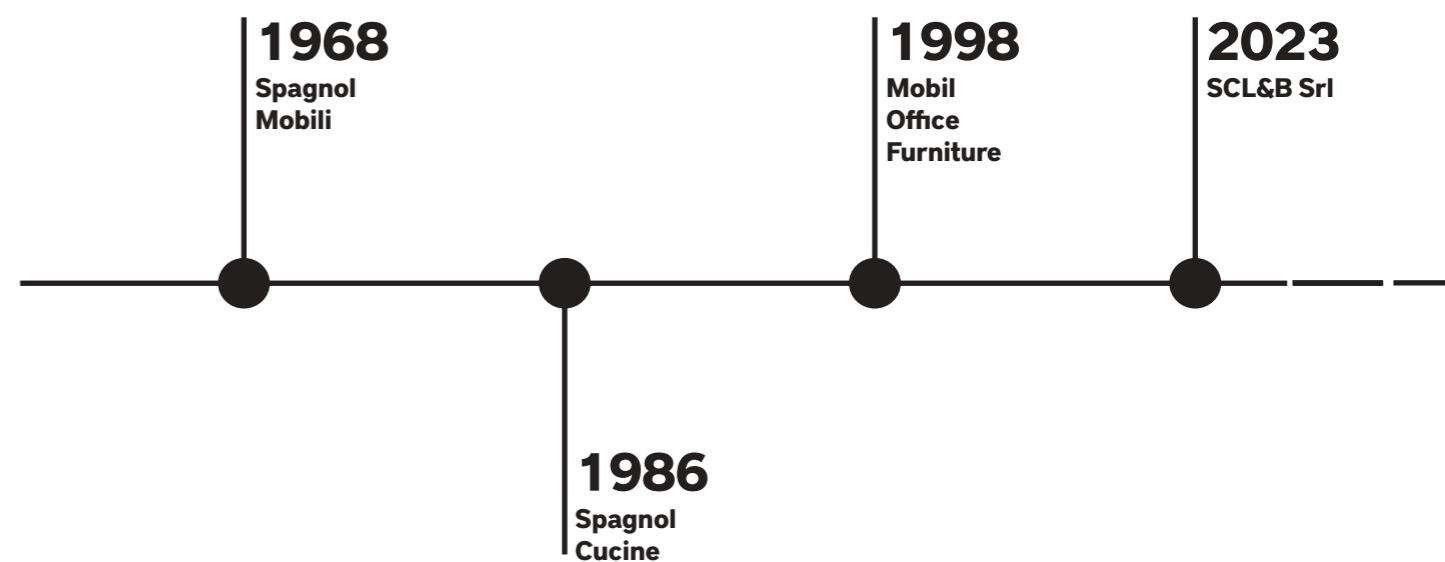 1968
Spagnol
Mobili
1986
Spagnol
Cucine
1998
Mobil
Office
Furniture
2023
SCL&B Srl